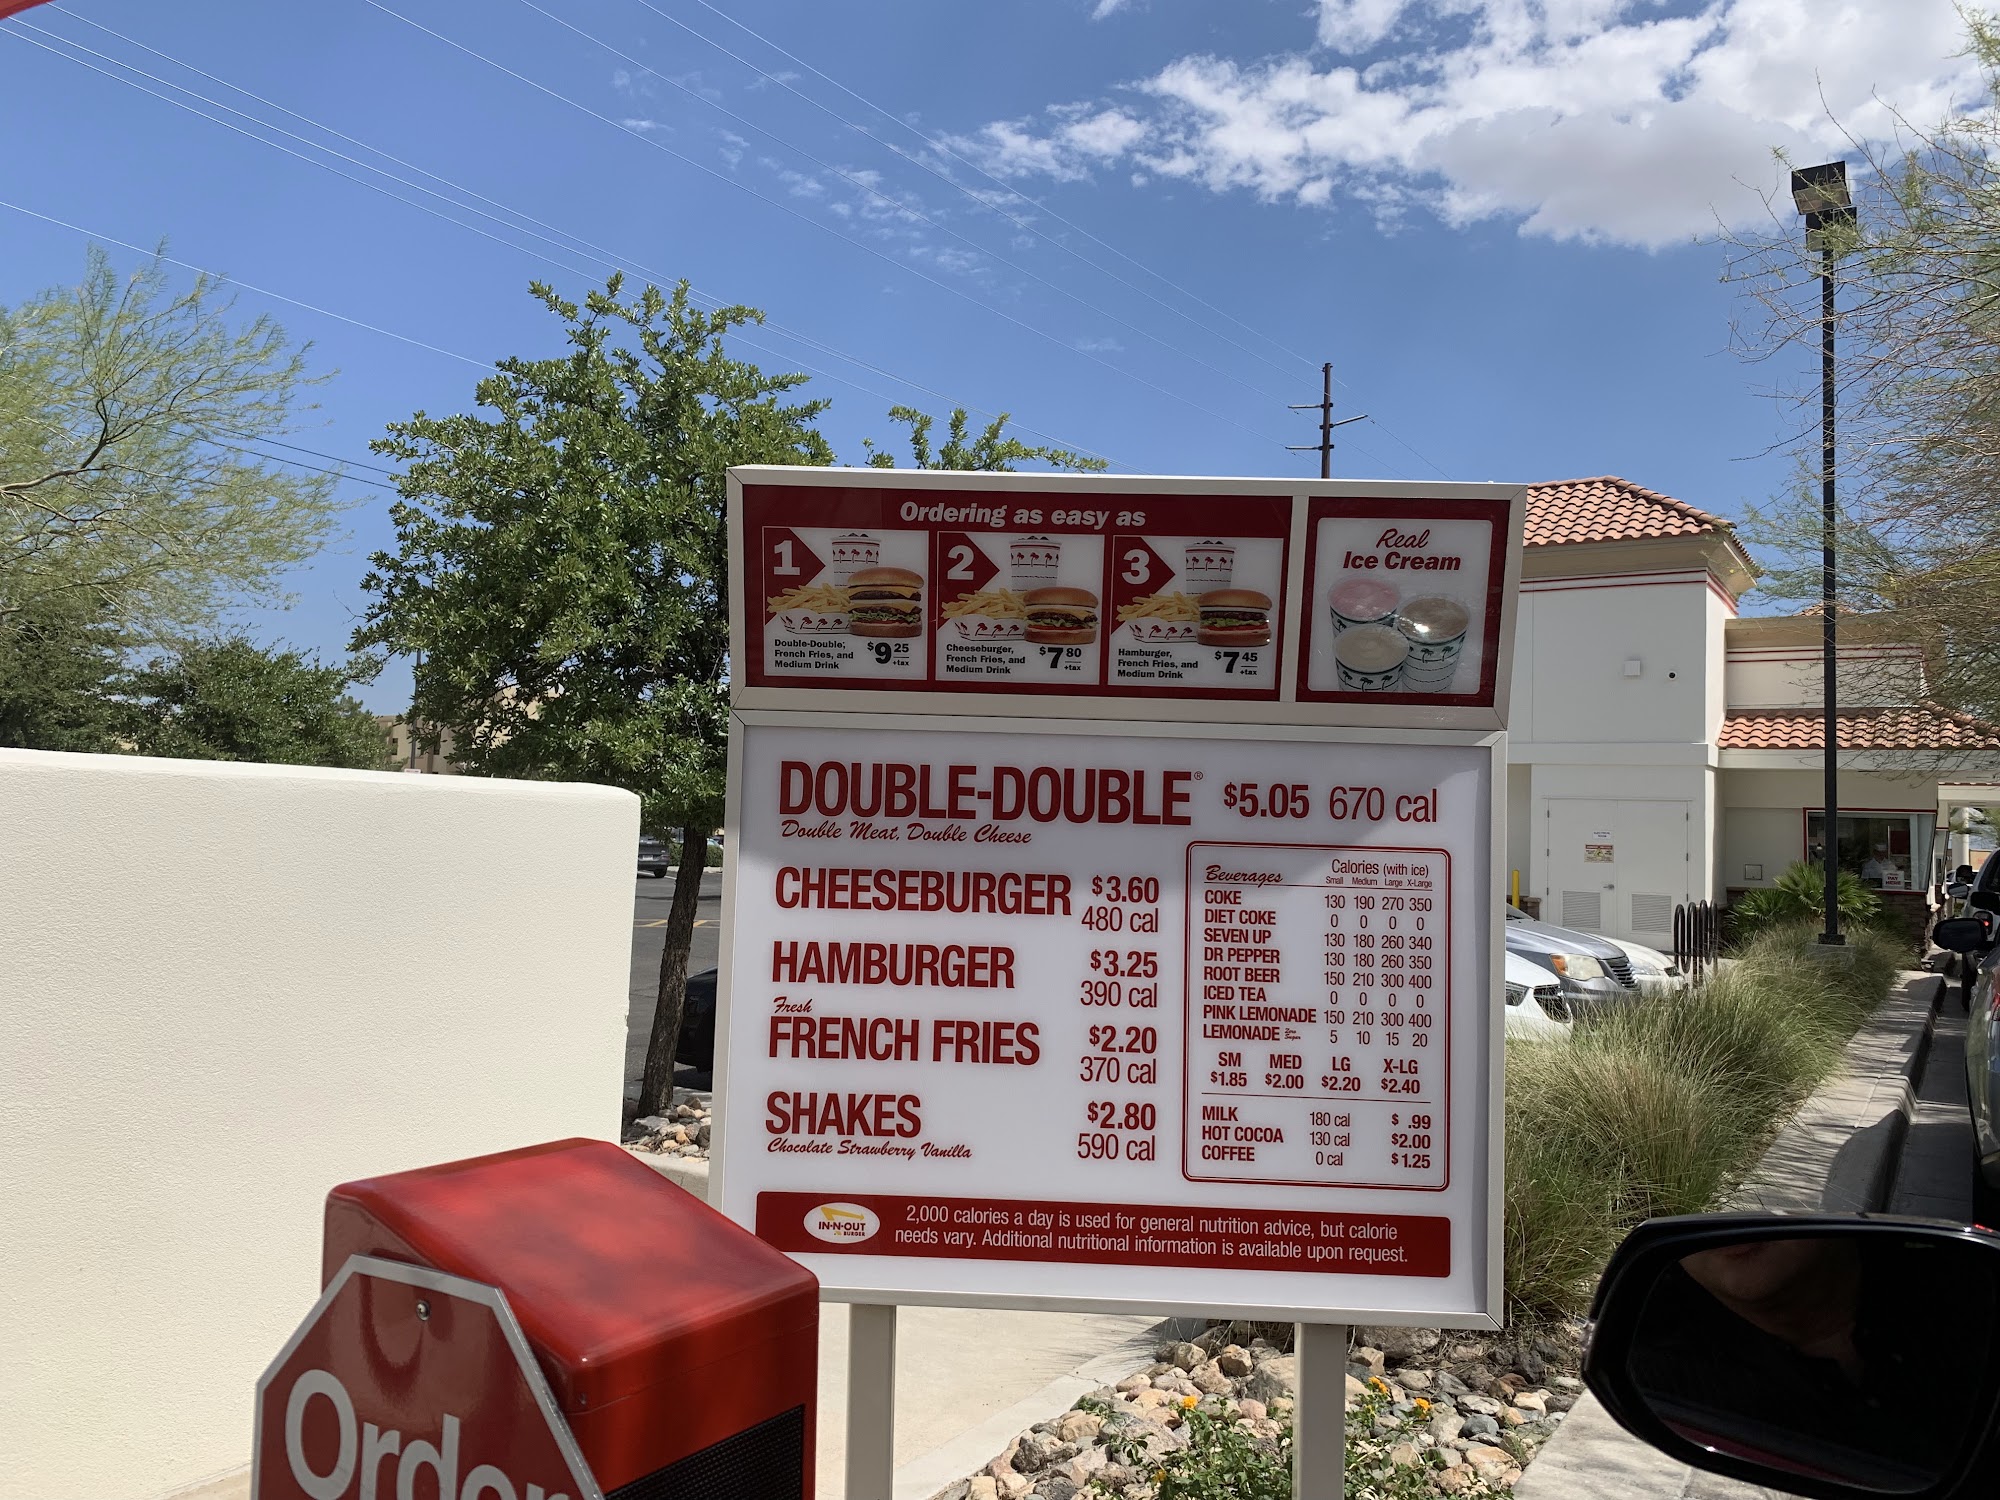 Ordering as easy as
1
Double-Double,
French Fries, and
Medium Drink
$9 25
+tax
2
Cheeseburger,
French Fries, and
Medium Drink
$7 80
+tax
3
Hamburger,
French Fries, and
Medium Drink
$7 45
+tax
Real
Ice Cream
DOUBLE-DOUBLE® $5.05 670 cal
Double Meat, Double Cheese
CHEESEBURGER $3.60
480 cal
HAMBURGER $3.25
390 cal
Fresh
FRENCH FRIES $2.20
370 cal
SHAKES $2.80
Chocolate Strawberry Vanilla 590 cal
Beverages Calories (with ice)
Small Medium Large X-Large
COKE 130 190 270 350
DIET COKE 0 0 0 0
SEVEN UP 130 180 260 340
DR PEPPER 130 180 260 350
ROOT BEER 150 210 300 400
ICED TEA 0 0 0 0
PINK LEMONADE 150 210 300 400
LEMONADE Zero Sugar 5 10 15 20
SM MED LG X-LG
$1.85 $2.00 $2.20 $2.40
MILK 180 cal $ .99
HOT COCOA 130 cal $2.00
COFFEE 0 cal $1.25
IN-N-OUT
BURGER
2,000 calories a day is used for general nutrition advice, but calorie
needs vary. Additional nutritional information is available upon request.
Order
PAY
HERE